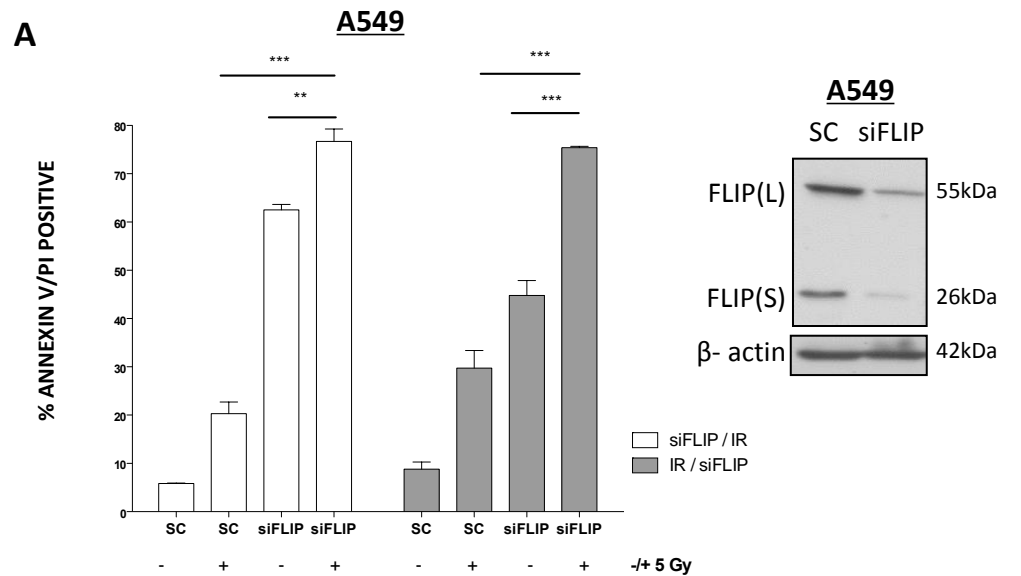 A
A549
***
***
**
***
% ANNEXIN V/PI POSITIVE
80
70
60
50
40
30
20
10
0
SC SC siFLIP siFLIP SC SC siFLIP siFLIP
- + - + - + - + -/+ 5 Gy
siFLIP / IR
IR / siFLIP
A549
SC siFLIP
FLIP(L) 55kDa
FLIP(S) 26kDa
β- actin 42kDa